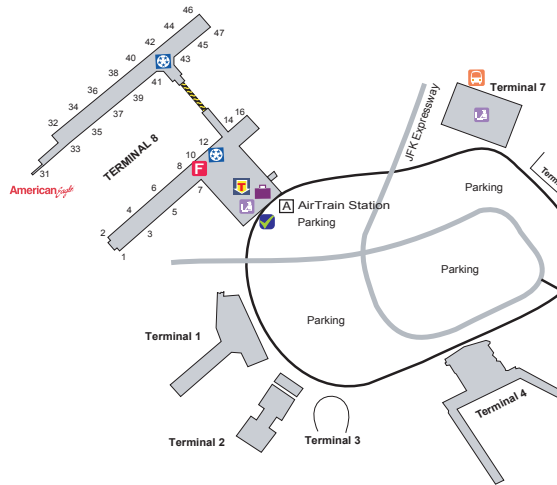 46
44
47
42
45
40
43
38
41
36
39
34
37
32
35
33
31
American Eagle
TERMINAL 8
16
14
12
10
8
F
7
6
5
4
3
2
1
T
A AirTrain Station
Parking
JFK Expressway
Terminal 7
Parking
Parking
Parking
Terminal 1
Terminal 2
Terminal 3
Terminal 4